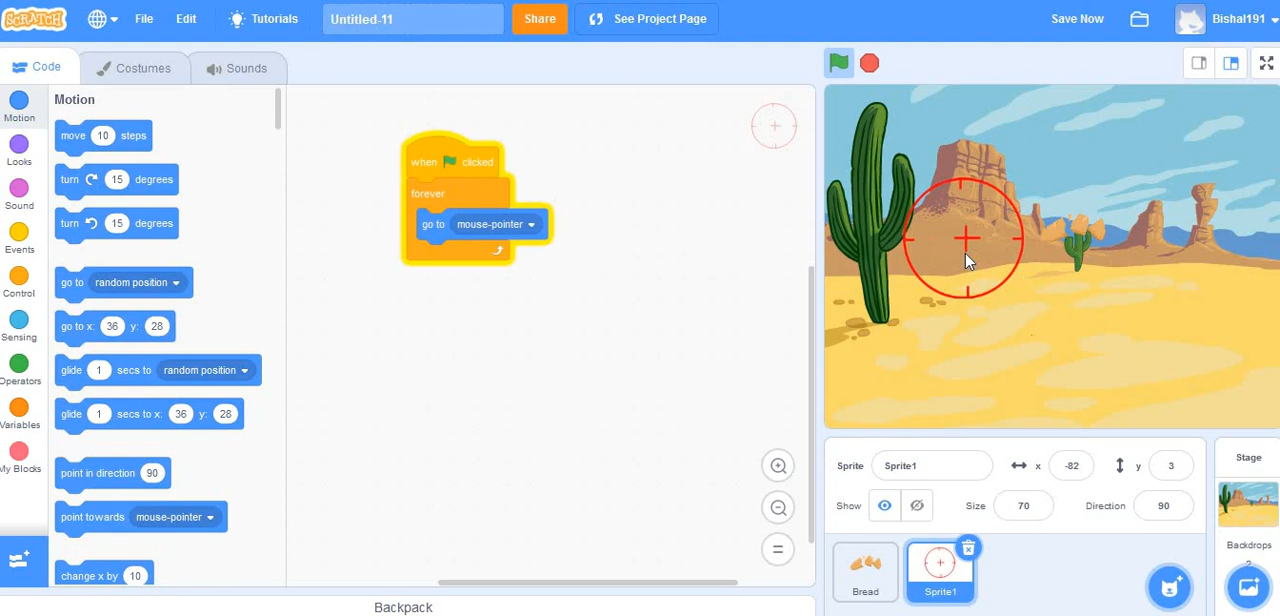 SCRATCH File Edit Tutorials Untitled-11 Share See Project Page Save Now Bishal191
Code Costumes Sounds
Motion
Looks
Sound
Events
Control
Sensing
Operators
Variables
My Blocks
Motion
move 10 steps
turn 15 degrees
turn 15 degrees
go to random position
go to x: 36 y: 28
glide 1 secs to random position
glide 1 secs to x: 36 y: 28
point in direction 90
point towards mouse-pointer
change x by 10
when clicked
forever
go to mouse-pointer
Backpack
Sprite Sprite1 x -82 y 3
Show Size 70 Direction 90
Bread Sprite1
Stage
Backdrops
2